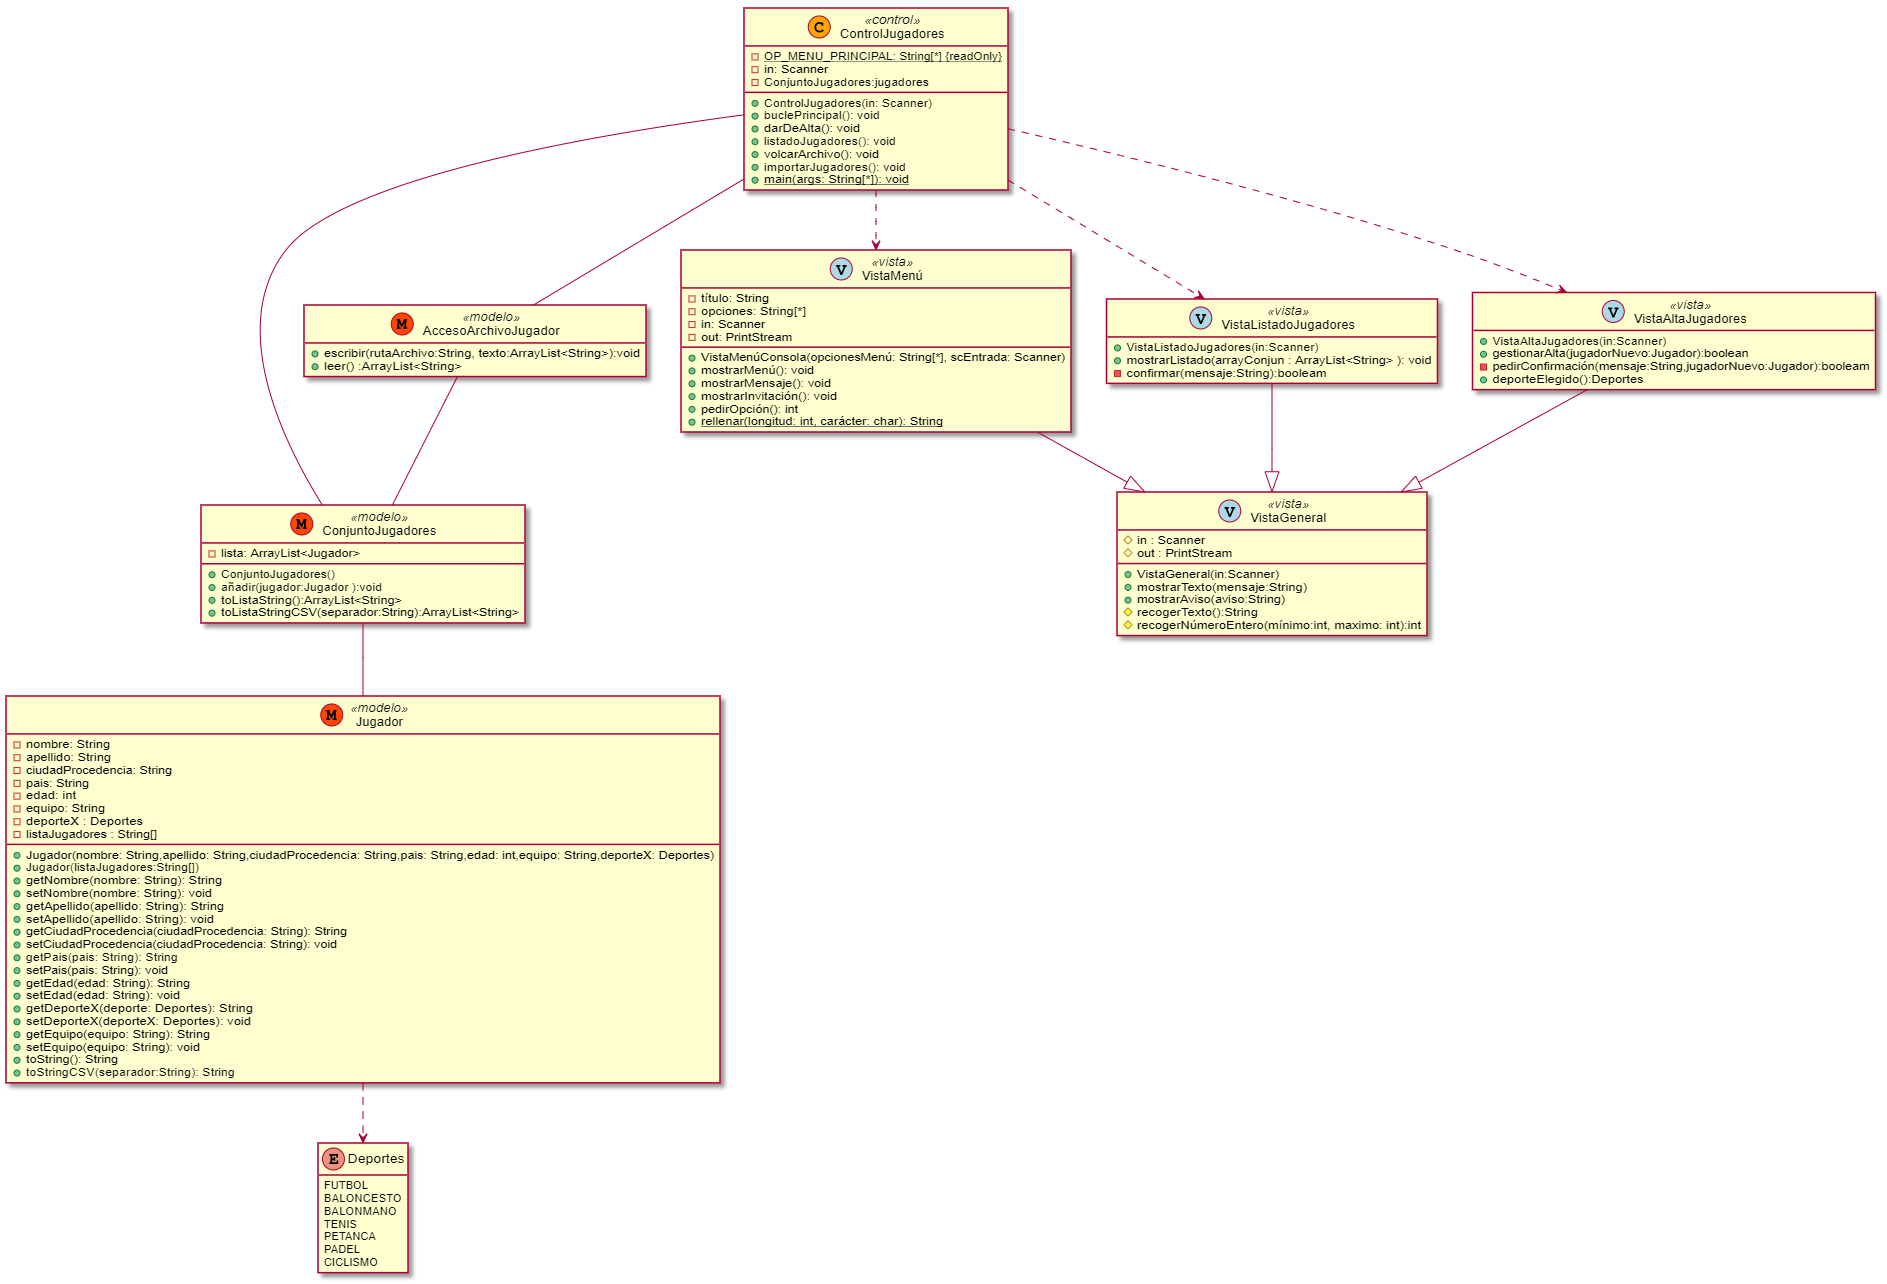 C
«control»
ControlJugadores
OP_MENU_PRINCIPAL: String[*] {readOnly}
in: Scanner
ConjuntoJugadores:jugadores
ControlJugadores(in: Scanner)
buclePrincipal(): void
darDeAlta(): void
listadoJugadores(): void
volcarArchivo(): void
importarJugadores(): void
main(args: String[*]): void
M
«modelo»
AccesoArchivoJugador
escribir(rutaArchivo:String, texto:ArrayList<String>):void
leer() :ArrayList<String>
V
«vista»
VistaMenú
título: String
opciones: String[*]
in: Scanner
out: PrintStream
VistaMenúConsola(opcionesMenú: String[*], scEntrada: Scanner)
mostrarMenú(): void
mostrarMensaje(): void
mostrarInvitación(): void
pedirOpción(): int
rellenar(longitud: int, carácter: char): String
V
«vista»
VistaListadoJugadores
VistaListadoJugadores(in:Scanner)
mostrarListado(arrayConjun : ArrayList<String> ): void
confirmar(mensaje:String):booleam
V
«vista»
VistaAltaJugadores
VistaAltaJugadores(in:Scanner)
gestionarAlta(jugadorNuevo:Jugador):boolean
pedirConfirmación(mensaje:String,jugadorNuevo:Jugador):booleam
deporteElegido():Deportes
M
«modelo»
ConjuntoJugadores
lista: ArrayList<Jugador>
ConjuntoJugadores()
añadir(jugador:Jugador ):void
toListaString():ArrayList<String>
toListaStringCSV(separador:String):ArrayList<String>
V
«vista»
VistaGeneral
in : Scanner
out : PrintStream
VistaGeneral(in:Scanner)
mostrarTexto(mensaje:String)
mostrarAviso(aviso:String)
recogerTexto():String
recogerNúmeroEntero(mínimo:int, maximo: int):int
M
«modelo»
Jugador
nombre: String
apellido: String
ciudadProcedencia: String
pais: String
edad: int
equipo: String
deporteX : Deportes
listaJugadores : String[]
Jugador(nombre: String,apellido: String,ciudadProcedencia: String,pais: String,edad: int,equipo: String,deporteX: Deportes)
Jugador(listaJugadores:String[])
getNombre(nombre: String): String
setNombre(nombre: String): void
getApellido(apellido: String): String
setApellido(apellido: String): void
getCiudadProcedencia(ciudadProcedencia: String): String
setCiudadProcedencia(ciudadProcedencia: String): void
getPais(pais: String): String
setPais(pais: String): void
getEdad(edad: String): String
setEdad(edad: String): void
getDeporteX(deporte: Deportes): String
setDeporteX(deporteX: Deportes): void
getEquipo(equipo: String): String
setEquipo(equipo: String): void
toString(): String
toStringCSV(separador:String): String
E
Deportes
FUTBOL
BALONCESTO
BALONMANO
TENIS
PETANCA
PADEL
CICLISMO